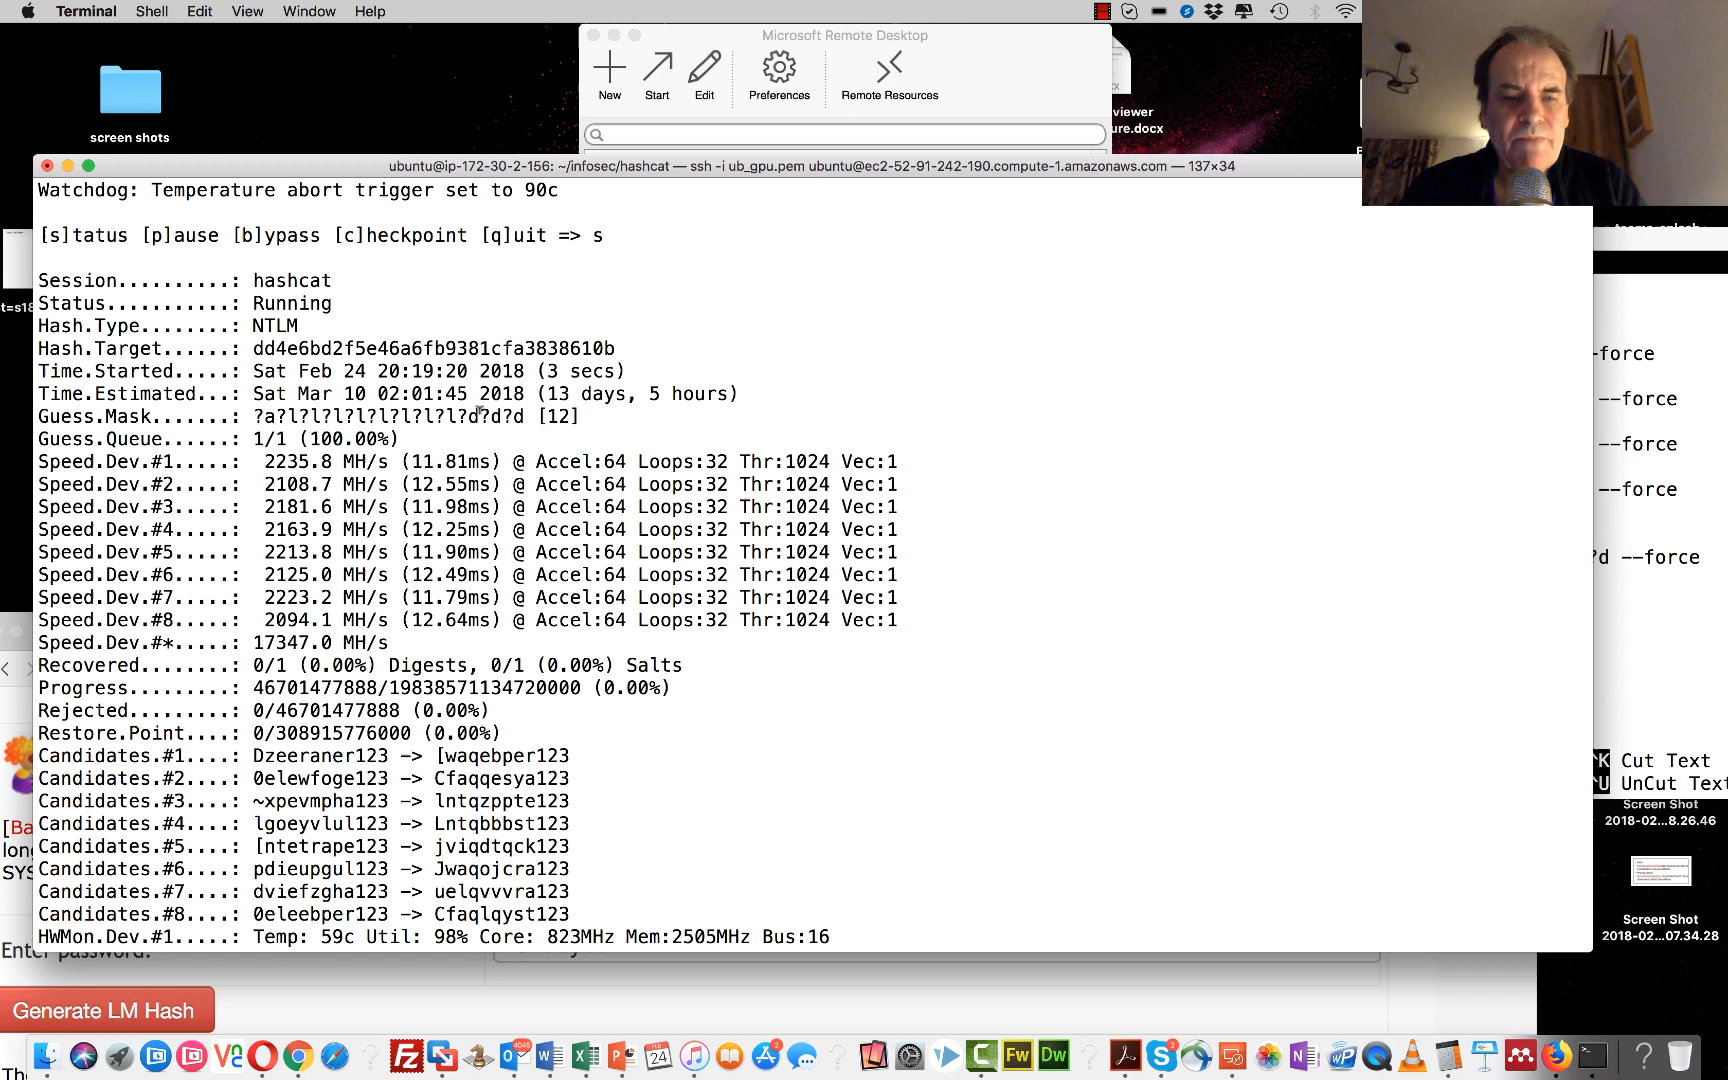 Terminal Shell Edit View Window Help
screen shots
Microsoft Remote Desktop
New Start Edit Preferences Remote Resources
viewer
ure.docx
ubuntu@ip-172-30-2-156: ~/infosec/hashcat — ssh -i ub_gpu.pem ubuntu@ec2-52-91-242-190.compute-1.amazonaws.com — 137×34
Watchdog: Temperature abort trigger set to 90c
[s]tatus [p]ause [b]ypass [c]heckpoint [q]uit => s
Session..........: hashcat
Status...........: Running
Hash.Type........: NTLM
Hash.Target......: dd4e6bd2f5e46a6fb9381cfa3838610b
Time.Started.....: Sat Feb 24 20:19:20 2018 (3 secs)
Time.Estimated...: Sat Mar 10 02:01:45 2018 (13 days, 5 hours)
Guess.Mask.......: ?a?l?l?l?l?l?l?l?l?d?d?d [12]
Guess.Queue......: 1/1 (100.00%)
Speed.Dev.#1.....: 2235.8 MH/s (11.81ms) @ Accel:64 Loops:32 Thr:1024 Vec:1
Speed.Dev.#2.....: 2108.7 MH/s (12.55ms) @ Accel:64 Loops:32 Thr:1024 Vec:1
Speed.Dev.#3.....: 2181.6 MH/s (11.98ms) @ Accel:64 Loops:32 Thr:1024 Vec:1
Speed.Dev.#4.....: 2163.9 MH/s (12.25ms) @ Accel:64 Loops:32 Thr:1024 Vec:1
Speed.Dev.#5.....: 2213.8 MH/s (11.90ms) @ Accel:64 Loops:32 Thr:1024 Vec:1
Speed.Dev.#6.....: 2125.0 MH/s (12.49ms) @ Accel:64 Loops:32 Thr:1024 Vec:1
Speed.Dev.#7.....: 2223.2 MH/s (11.79ms) @ Accel:64 Loops:32 Thr:1024 Vec:1
Speed.Dev.#8.....: 2094.1 MH/s (12.64ms) @ Accel:64 Loops:32 Thr:1024 Vec:1
Speed.Dev.#*.....: 17347.0 MH/s
Recovered........: 0/1 (0.00%) Digests, 0/1 (0.00%) Salts
Progress.........: 46701477888/19838571134720000 (0.00%)
Rejected.........: 0/46701477888 (0.00%)
Restore.Point....: 0/308915776000 (0.00%)
Candidates.#1....: Dzeeraner123 -> [waqebper123
Candidates.#2....: 0elewfoge123 -> Cfaqqesya123
Candidates.#3....: ~xpevmpha123 -> lntqzppte123
Candidates.#4....: lgoeyvlul123 -> Lntqbbbst123
Candidates.#5....: [ntetrape123 -> jviqdtqck123
Candidates.#6....: pdieupgul123 -> Jwaqojcra123
Candidates.#7....: dviefzgha123 -> uelqvvvra123
Candidates.#8....: 0eleebper123 -> Cfaqlqyst123
HWMon.Dev.#1.....: Temp: 59c Util: 98% Core: 823MHz Mem:2505MHz Bus:16
t=s18
-force
--force
--force
--force
?d --force
^K Cut Text
^U UnCut Text
Screen Shot
2018-02...8.26.46
Screen Shot
2018-02...07.34.28
[Ba
long
SYS
Enter password:
Generate LM Hash
The
4045
FEB
24
2
2
Fz
Fw
Dw